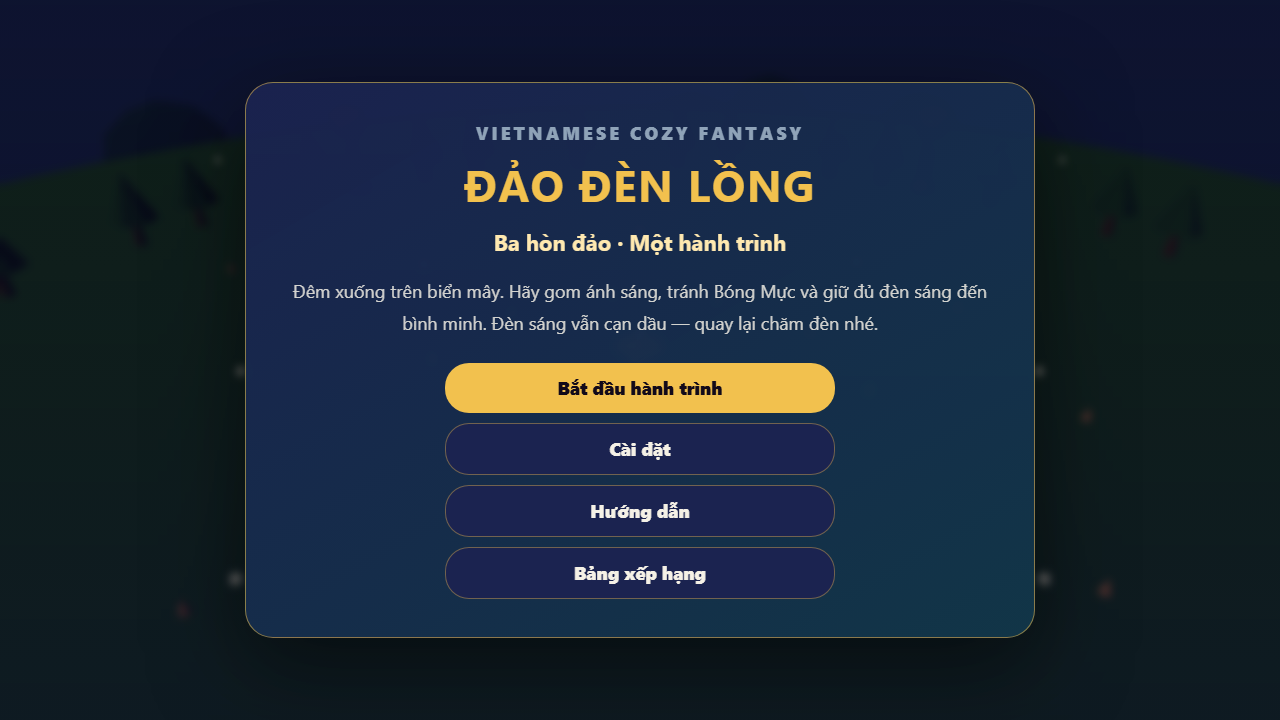 VIETNAMESE COZY FANTASY
ĐẢO ĐÈN LỒNG
Ba hòn đảo · Một hành trình
Đêm xuống trên biển mây. Hãy gom ánh sáng, tránh Bóng Mực và giữ đủ đèn sáng đến
bình minh. Đèn sáng vẫn cạn dầu — quay lại chăm đèn nhé.
Bắt đầu hành trình
Cài đặt
Hướng dẫn
Bảng xếp hạng